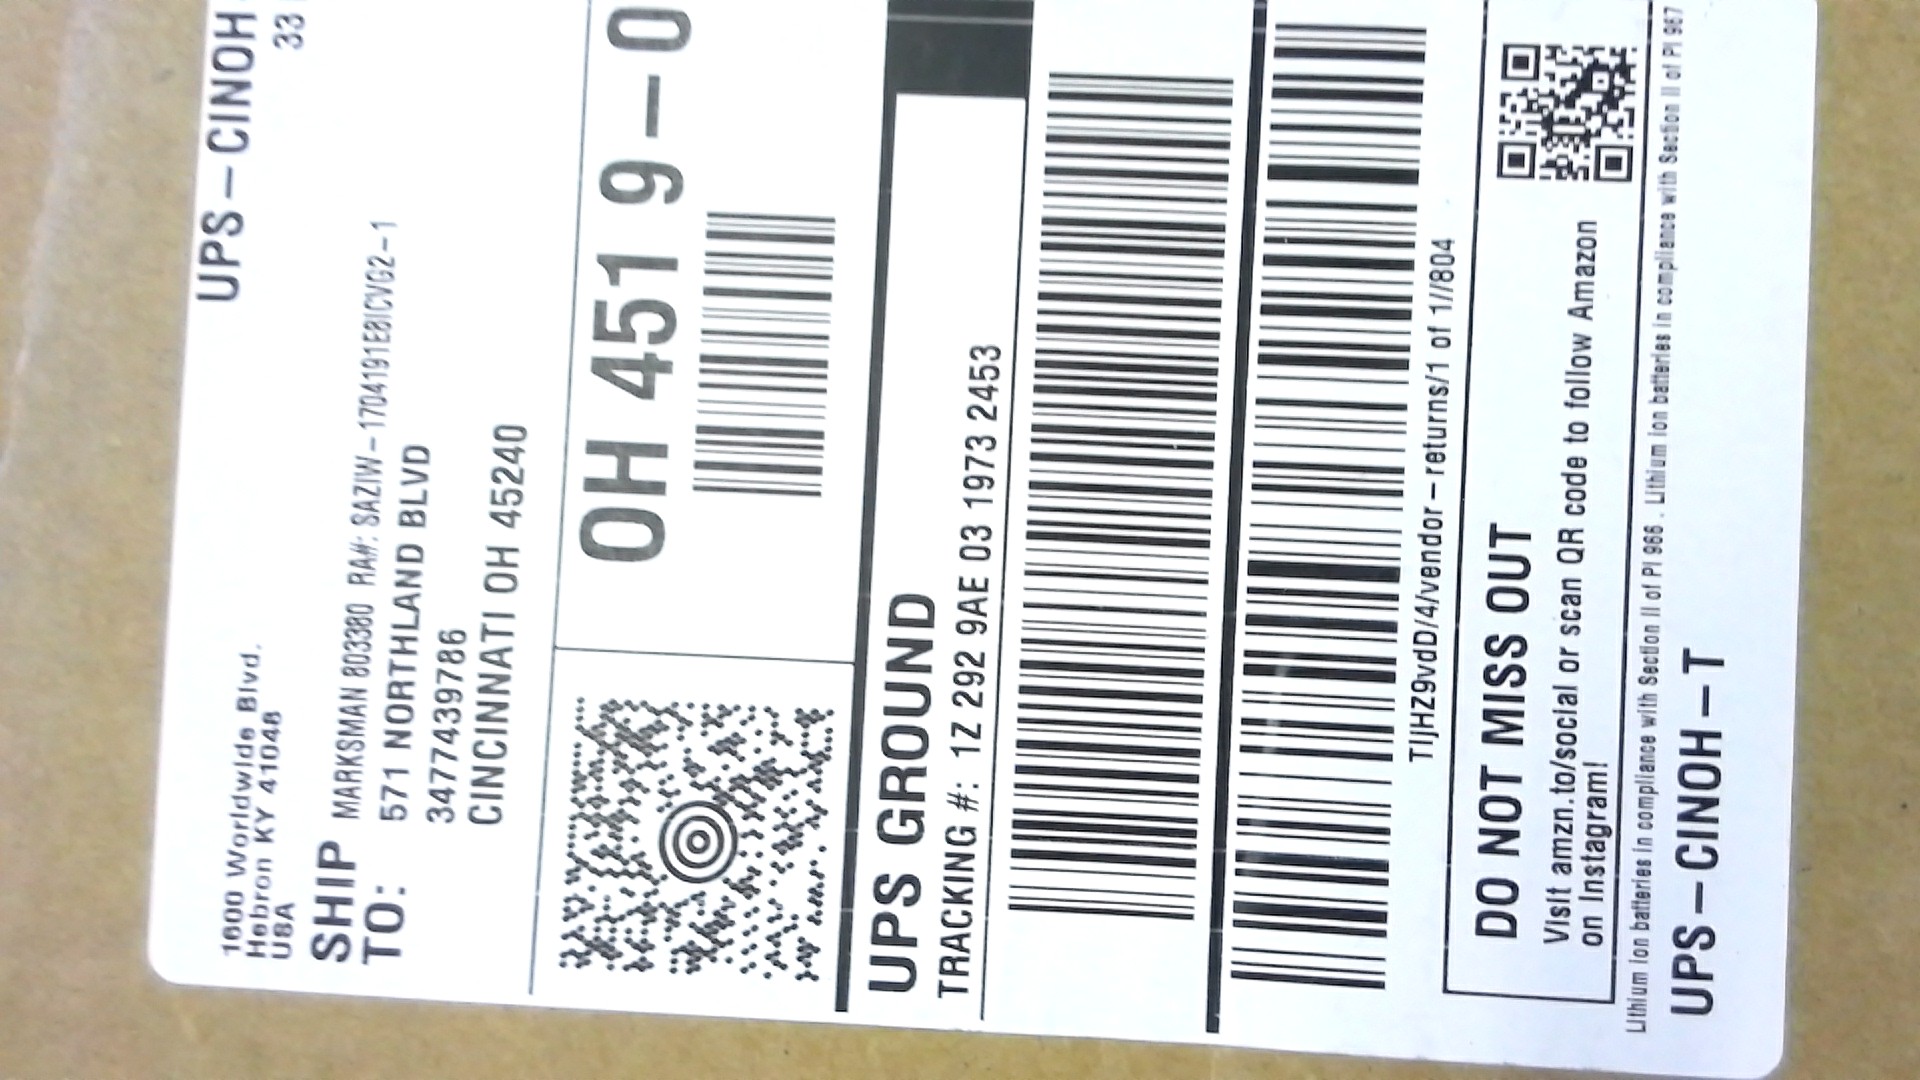 UPS-CINOH
33
1600 Worldwide Blvd.
Hebron KY 41048
USA
SHIP
TO:
MARKSMAN 803380 RA#: SAZIW-1704191E8ICVG2-1
571 NORTHLAND BLVD
3477439786
CINCINNATI OH 45240
OH 451 9-0
UPS GROUND
TRACKING #: 1Z 292 9AE 03 1973 2453
TIjHZ9vdD/4/vendor-returns/1 of 1//804
DO NOT MISS OUT
Visit amzn.to/social or scan QR code to follow Amazon
on Instagram!
Lithium ion batteries in compliance with Section II of PI 966. Lithium ion batteries in compliance with Section II of PI 967
UPS-CINOH-T